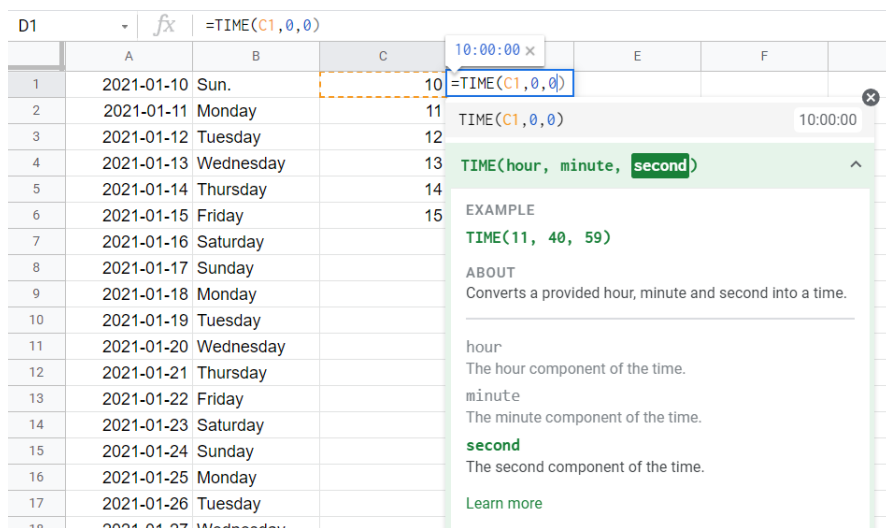 D1 fx =TIME(C1,0,0)
10:00:00 ×
A B C E F
1 2021-01-10 Sun. 10 =TIME(C1,0,0)
2 2021-01-11 Monday 11
TIME(C1,0,0) 10:00:00
3 2021-01-12 Tuesday 12
4 2021-01-13 Wednesday 13
TIME(hour, minute, second)
5 2021-01-14 Thursday 14
6 2021-01-15 Friday 15
EXAMPLE
7 2021-01-16 Saturday
TIME(11, 40, 59)
8 2021-01-17 Sunday
ABOUT
9 2021-01-18 Monday
Converts a provided hour, minute and second into a time.
10 2021-01-19 Tuesday
11 2021-01-20 Wednesday
hour
12 2021-01-21 Thursday
The hour component of the time.
13 2021-01-22 Friday
minute
14 2021-01-23 Saturday
The minute component of the time.
15 2021-01-24 Sunday
second
16 2021-01-25 Monday
The second component of the time.
17 2021-01-26 Tuesday
Learn more
18 2021-01-27 Wednesday